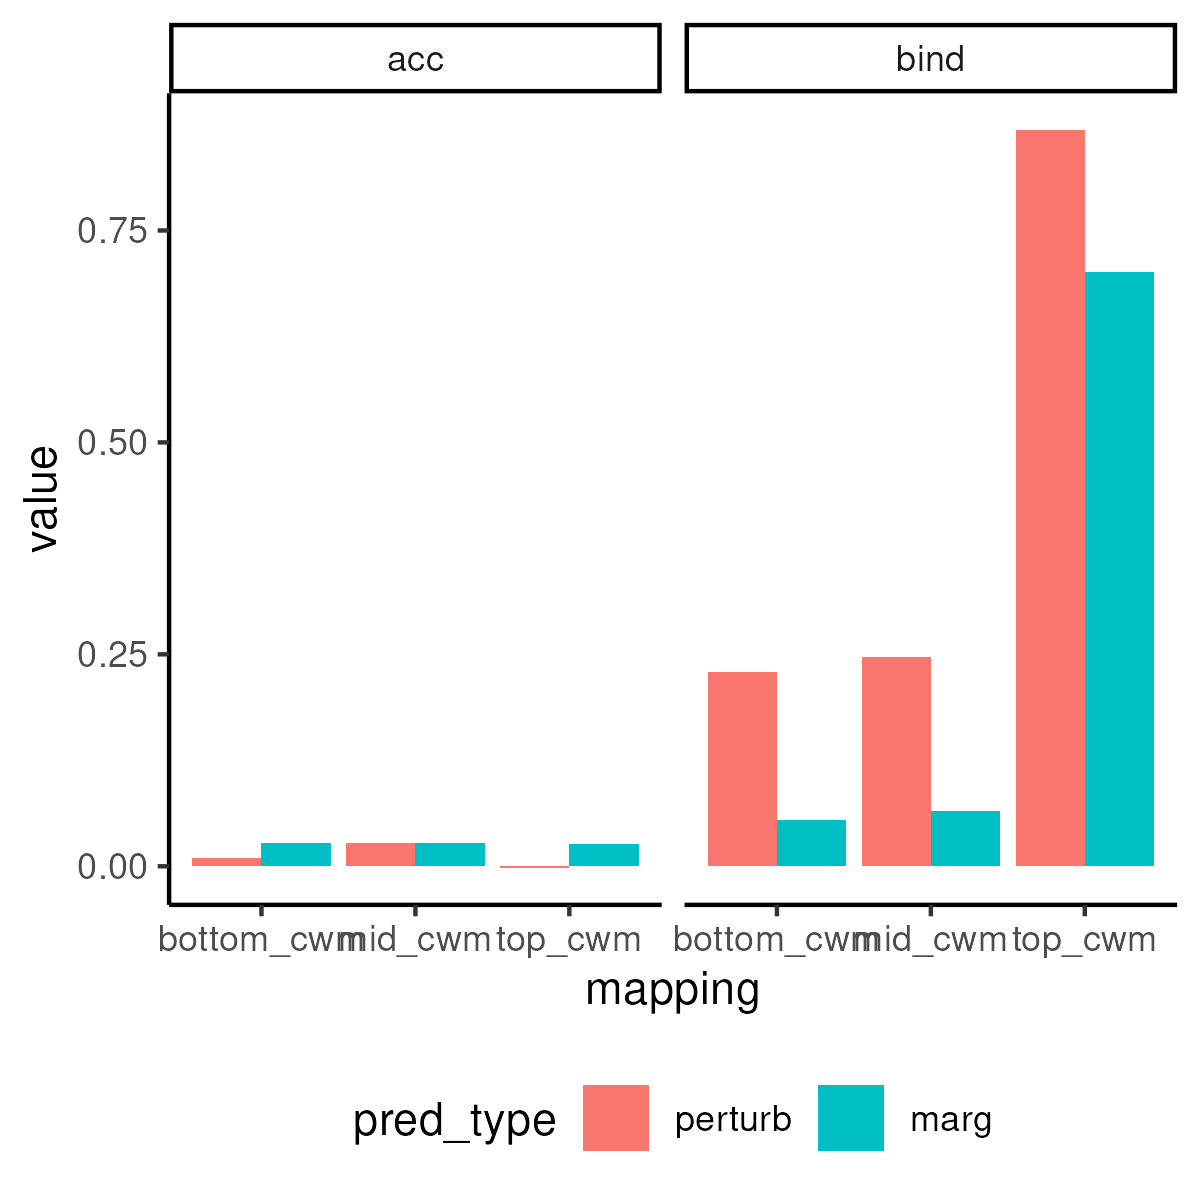 acc
bind
value
0.75
0.50
0.25
0.00
bottom_cwm mid_cwm top_cwm
bottom_cwm mid_cwm top_cwm
mapping
pred_type perturb marg